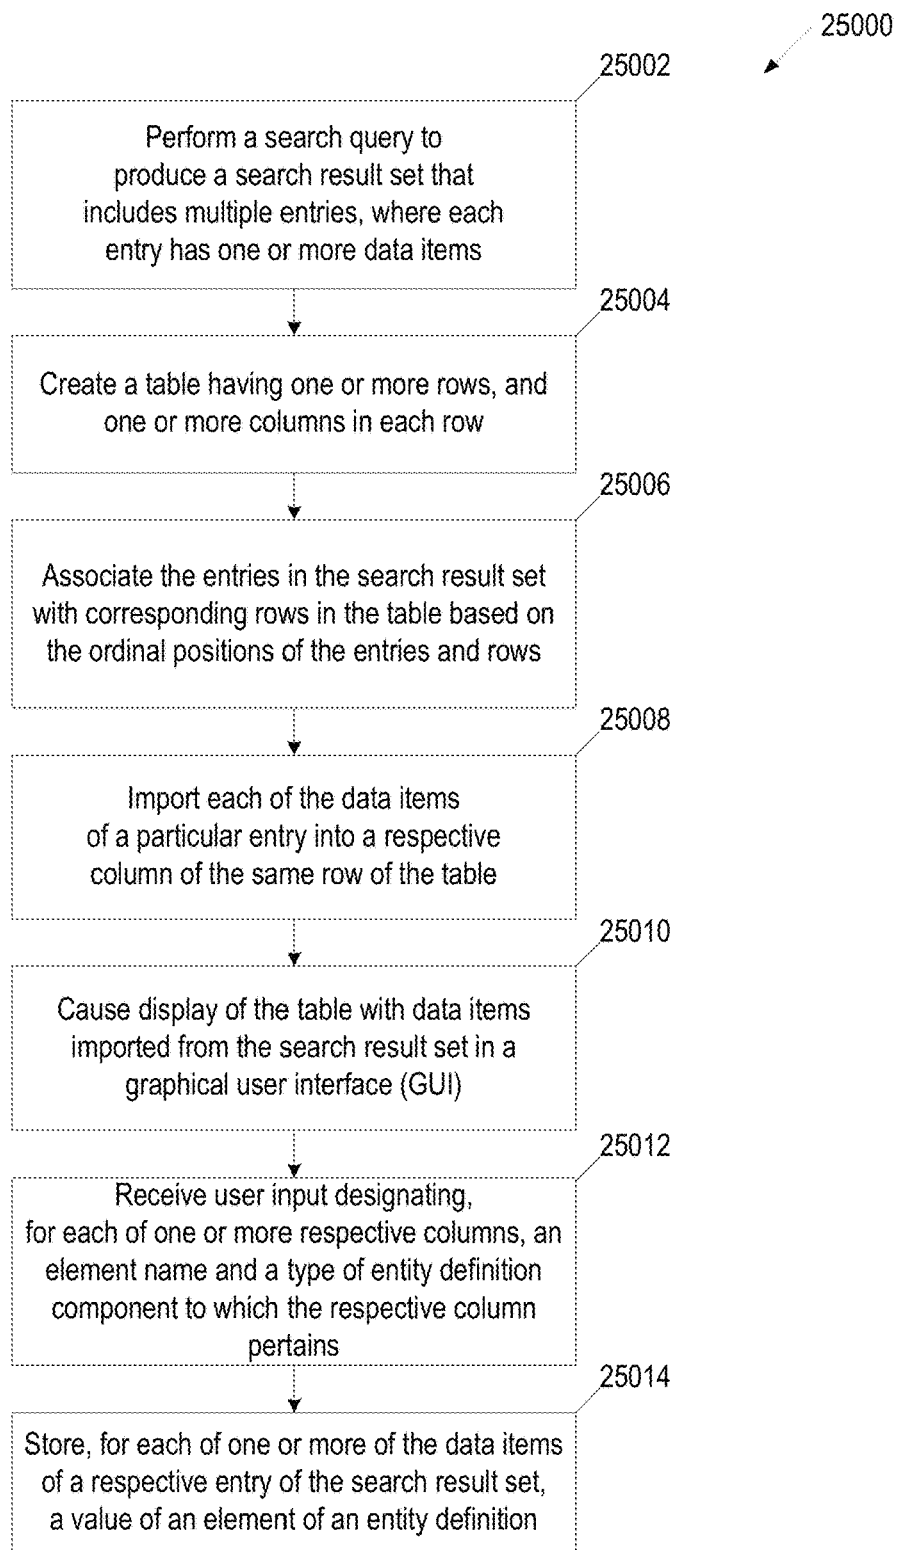 25000
25002
Perform a search query to
produce a search result set that
includes multiple entries, where each
entry has one or more data items
25004
Create a table having one or more rows, and
one or more columns in each row
25006
Associate the entries in the search result set
with corresponding rows in the table based on
the ordinal positions of the entries and rows
25008
Import each of the data items
of a particular entry into a respective
column of the same row of the table
25010
Cause display of the table with data items
imported from the search result set in a
graphical user interface (GUI)
25012
Receive user input designating,
for each of one or more respective columns, an
element name and a type of entity definition
component to which the respective column
pertains
25014
Store, for each of one or more of the data items
of a respective entry of the search result set,
a value of an element of an entity definition